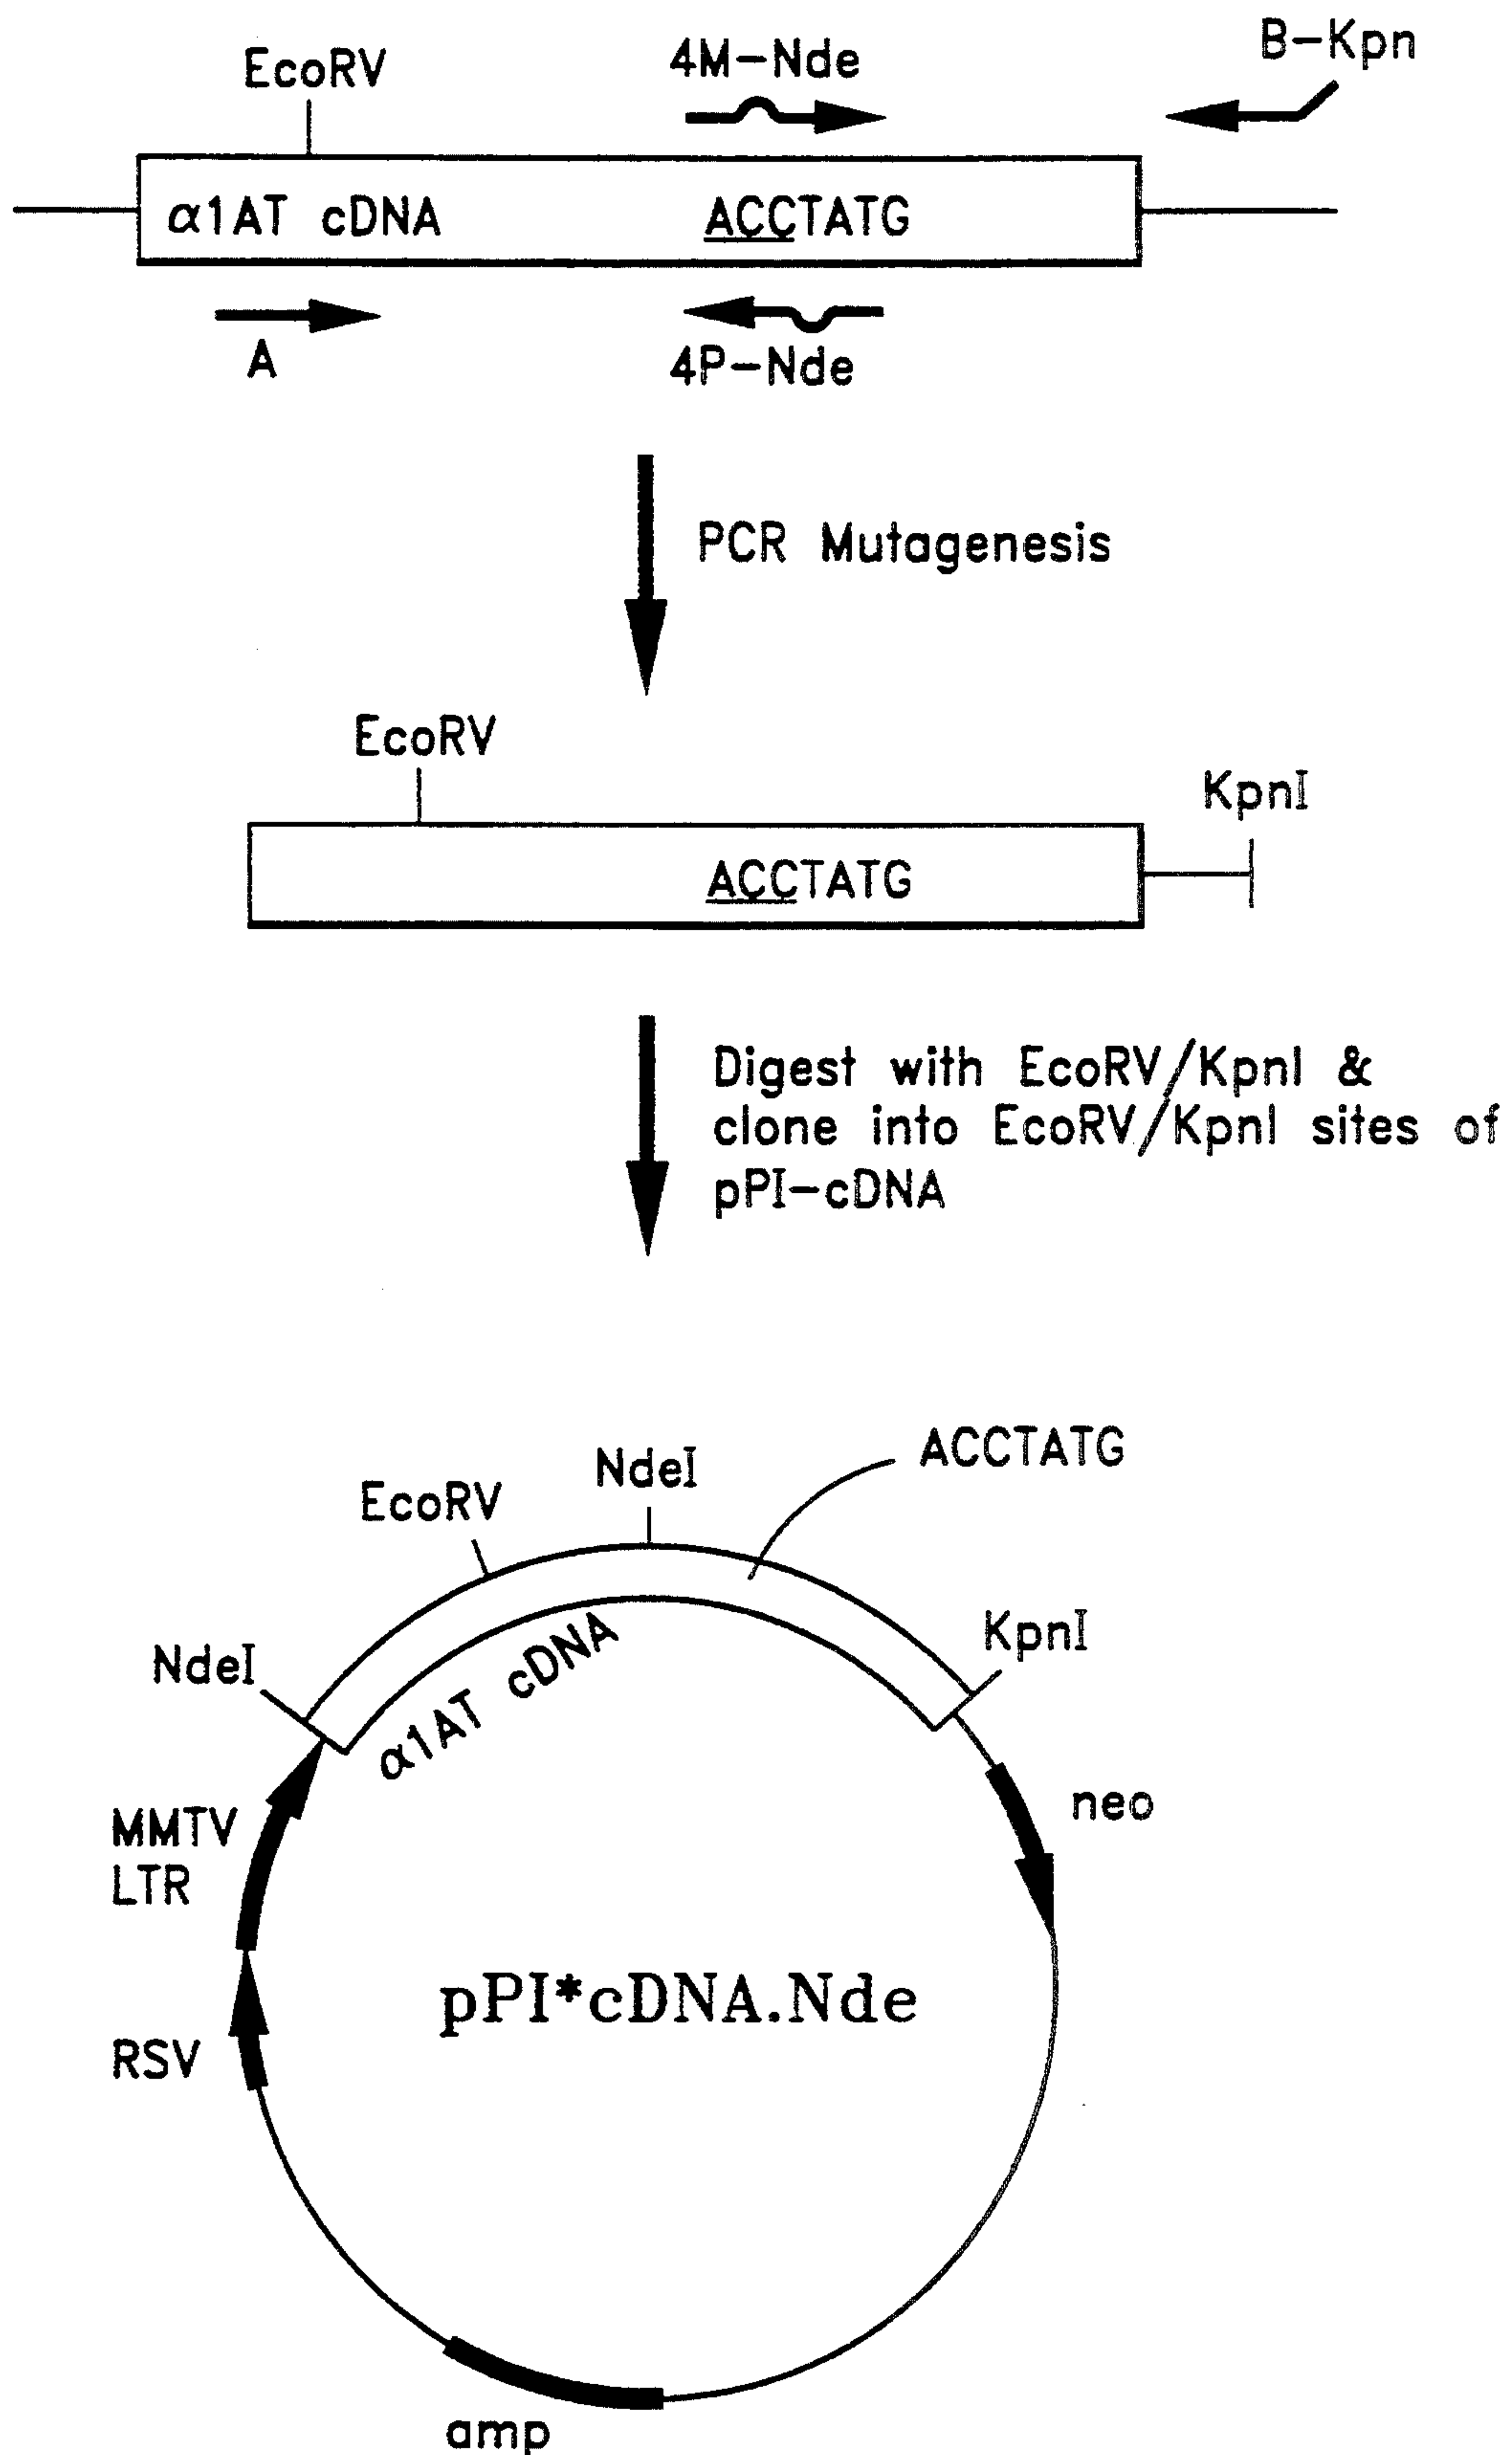 EcoRV
4M-Nde
B-Kpn
α1AT cDNA
ACCTATG
A
4P-Nde
PCR Mutagenesis
EcoRV
KpnI
ACCTATG
Digest with EcoRV/KpnI &
clone into EcoRV/KpnI sites of
pPI-cDNA
ACCTATG
NdeI
EcoRV
KpnI
NdeI
α1AT cDNA
neo
MMTV
LTR
pPI*cDNA.Nde
RSV
amp